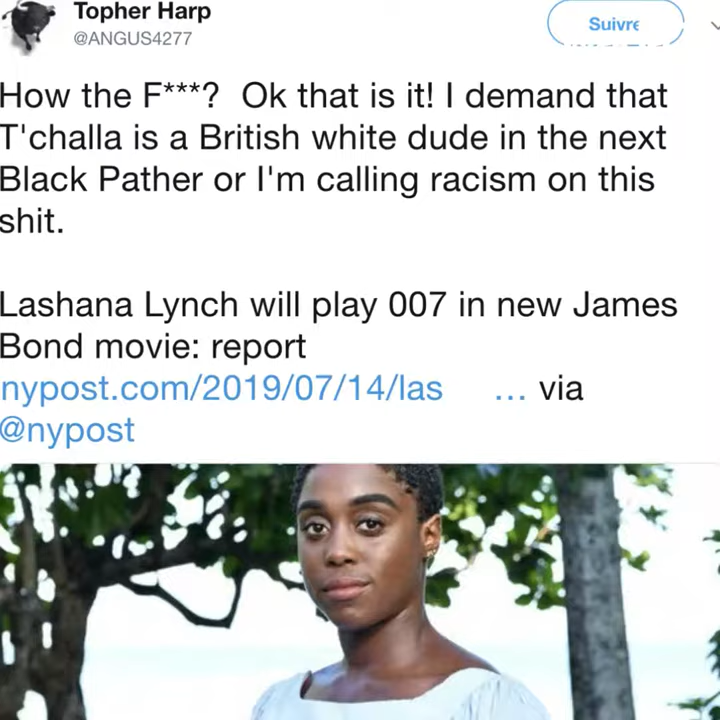 Topher Harp
@ANGUS4277
Suivre
How the F***? Ok that is it! I demand that
T'challa is a British white dude in the next
Black Pather or I'm calling racism on this
shit.
Lashana Lynch will play 007 in new James
Bond movie: report
nypost.com/2019/07/14/las ... via
@nypost